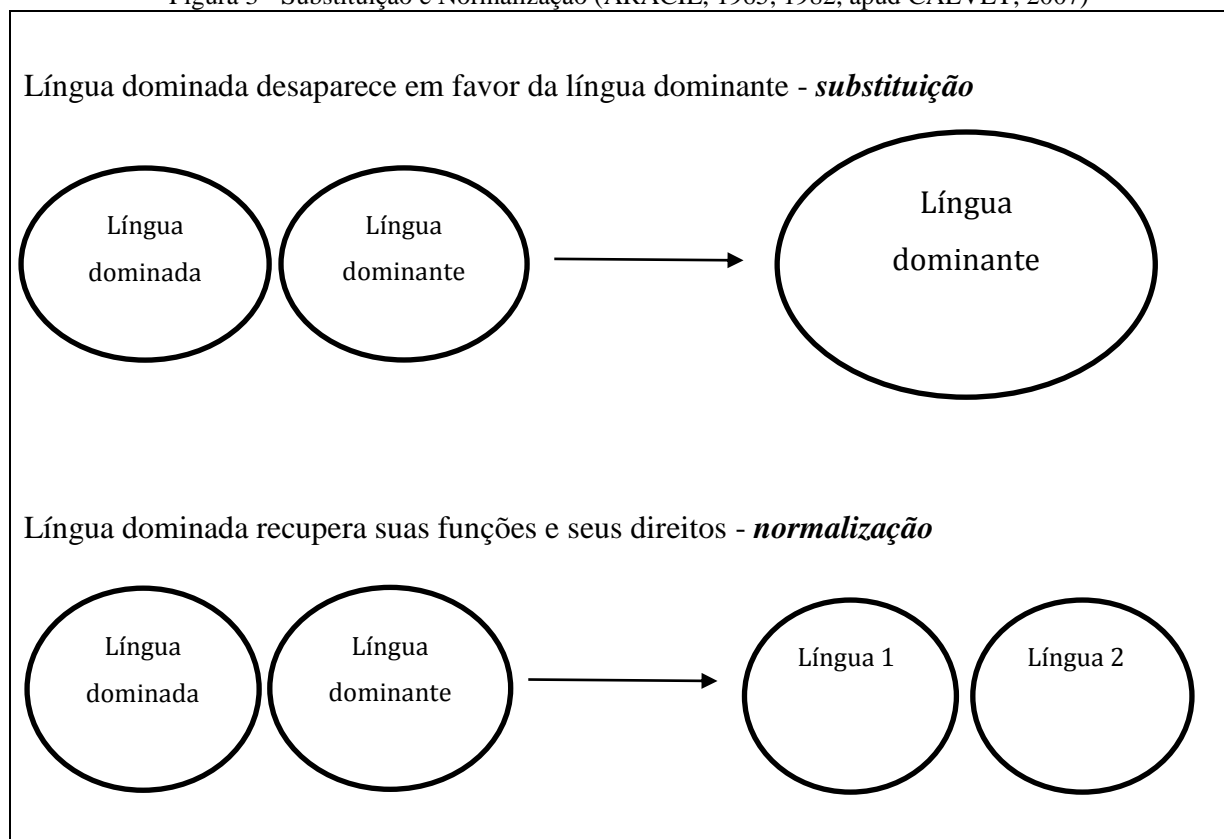 Língua dominada desaparece em favor da língua dominante - substituição
Língua
dominada
Língua
dominante
Língua
dominante
Língua dominada recupera suas funções e seus direitos - normalização
Língua
dominada
Língua
dominante
Língua 1
Língua 2